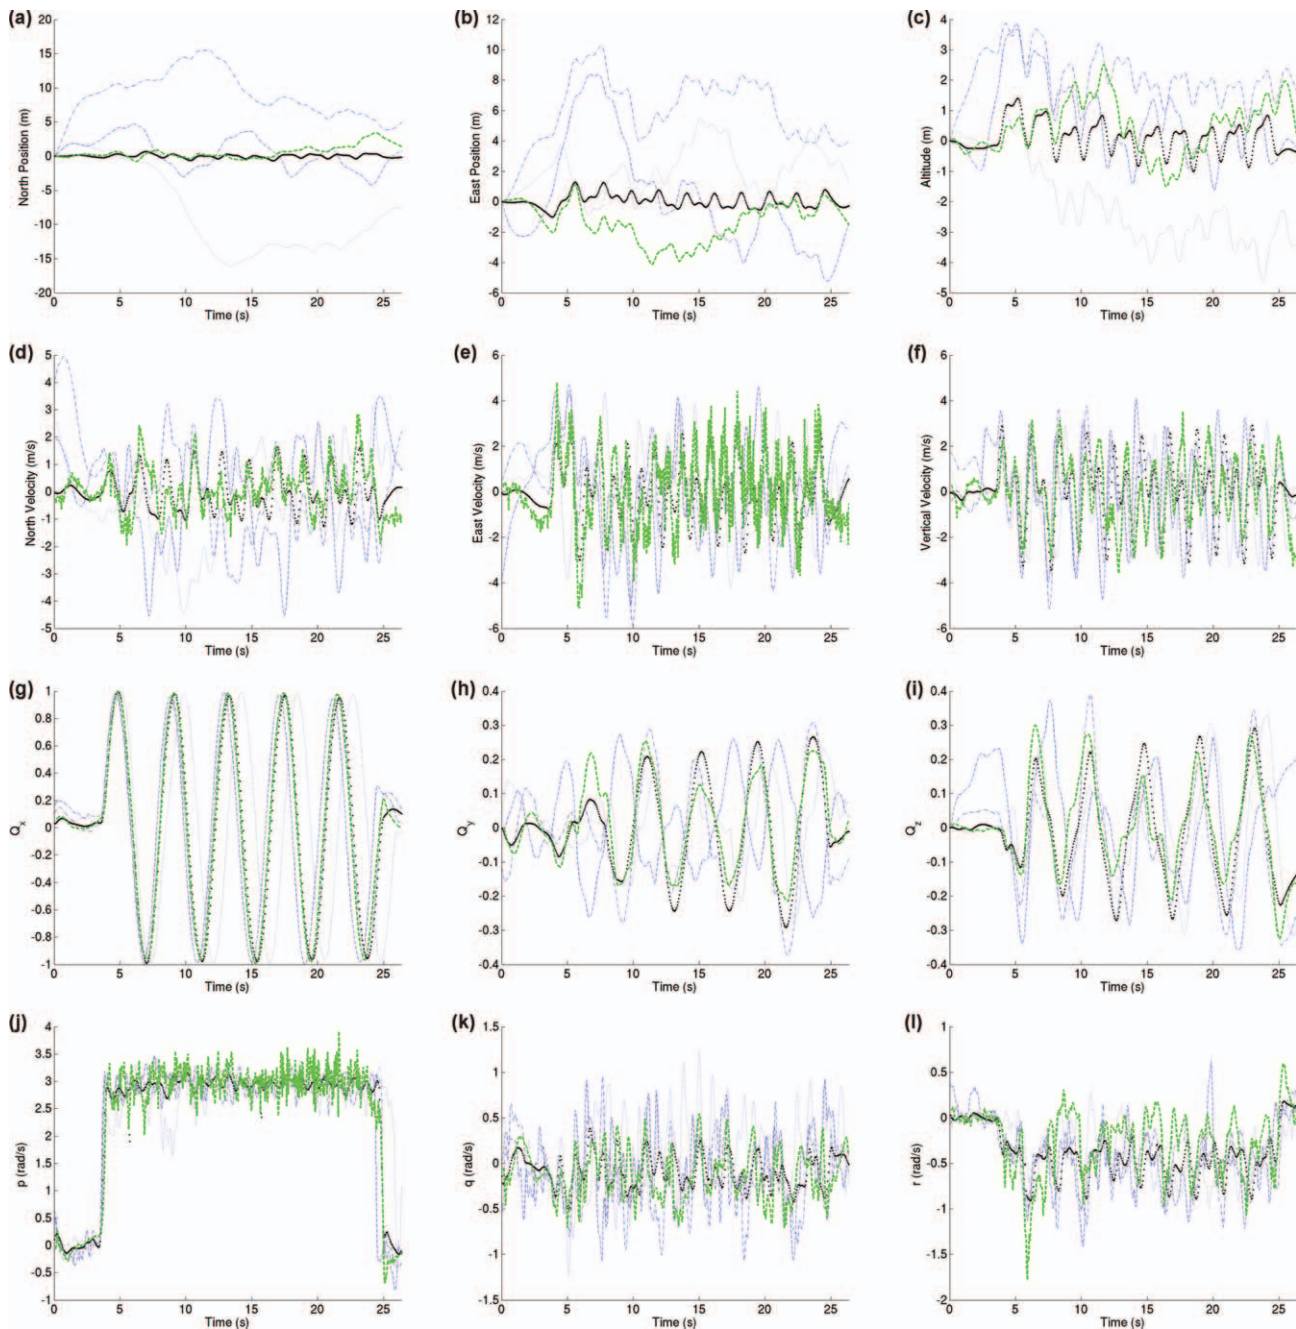 (a)
20
15
10
5
0
-5
-10
-15
-20
North Position (m)
0 5 10 15 20 25
Time (s)
(b)
12
10
8
6
4
2
0
-2
-4
-6
East Position (m)
0 5 10 15 20 25
Time (s)
(c)
4
3
2
1
0
-1
-2
-3
-4
-5
Altitude (m)
0 5 10 15 20 25
Time (s)
(d)
5
4
3
2
1
0
-1
-2
-3
-4
-5
North Velocity (m/s)
0 5 10 15 20 25
Time (s)
(e)
6
4
2
0
-2
-4
-6
East Velocity (m/s)
0 5 10 15 20 25
Time (s)
(f)
6
4
2
0
-2
-4
-6
Vertical Velocity (m/s)
0 5 10 15 20 25
Time (s)
(g)
1
0.8
0.6
0.4
0.2
0
-0.2
-0.4
-0.6
-0.8
-1
Qx
0 5 10 15 20 25
Time (s)
(h)
0.4
0.3
0.2
0.1
0
-0.1
-0.2
-0.3
-0.4
Qy
0 5 10 15 20 25
Time (s)
(i)
0.4
0.3
0.2
0.1
0
-0.1
-0.2
-0.3
-0.4
Qz
0 5 10 15 20 25
Time (s)
(j)
4
3.5
3
2.5
2
1.5
1
0.5
0
-0.5
-1
p (rad/s)
0 5 10 15 20 25
Time (s)
(k)
1.5
1
0.5
0
-0.5
-1
-1.5
q (rad/s)
0 5 10 15 20 25
Time (s)
(l)
1
0.5
0
-0.5
-1
-1.5
-2
r (rad/s)
0 5 10 15 20 25
Time (s)